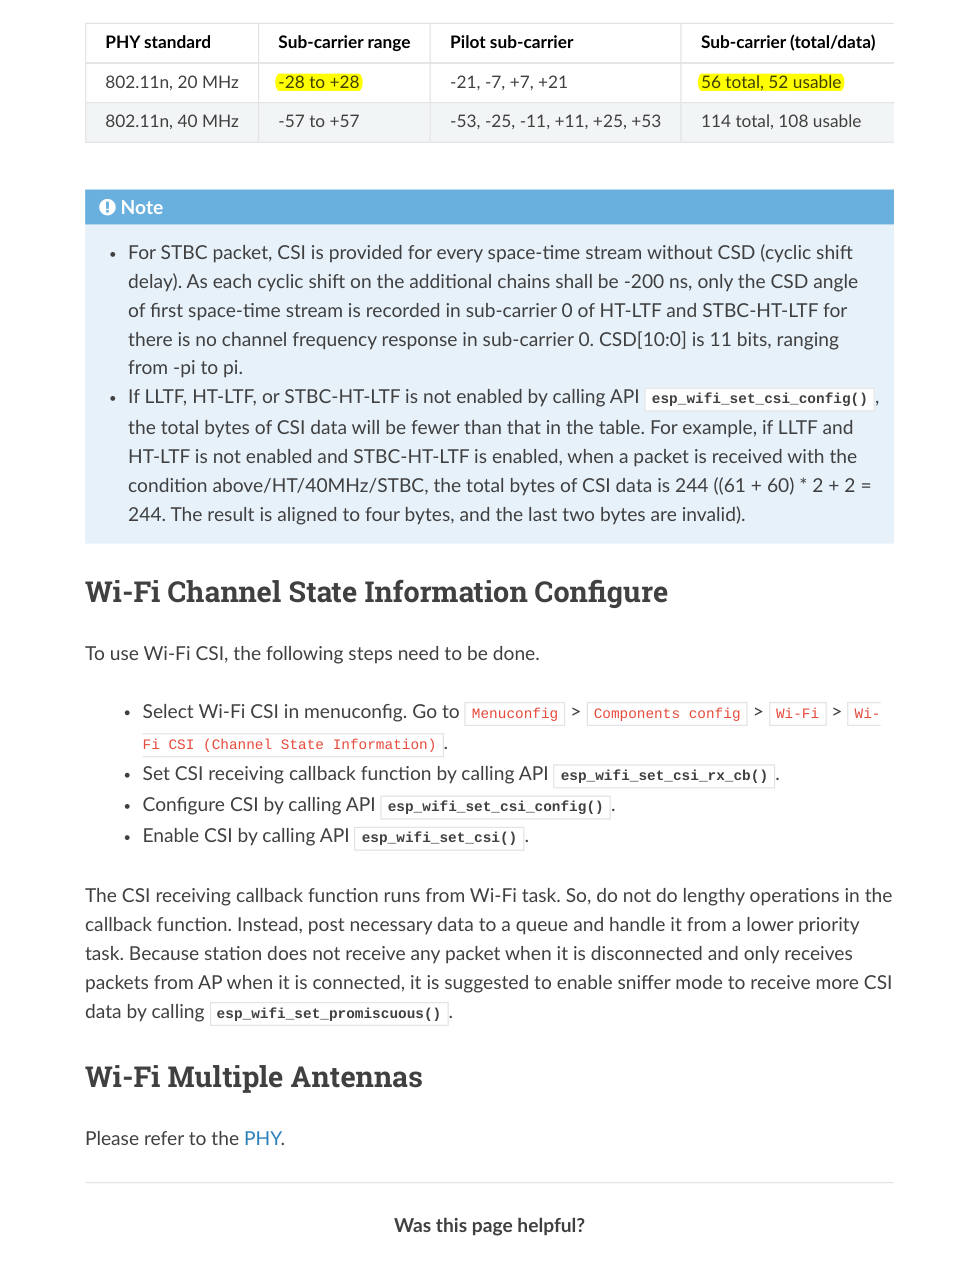 PHY standard Sub-carrier range Pilot sub-carrier Sub-carrier (total/data)
802.11n, 20 MHz -28 to +28 -21, -7, +7, +21 56 total, 52 usable
802.11n, 40 MHz -57 to +57 -53, -25, -11, +11, +25, +53 114 total, 108 usable
Note
• For STBC packet, CSI is provided for every space-time stream without CSD (cyclic shift
delay). As each cyclic shift on the additional chains shall be -200 ns, only the CSD angle
of first space-time stream is recorded in sub-carrier 0 of HT-LTF and STBC-HT-LTF for
there is no channel frequency response in sub-carrier 0. CSD[10:0] is 11 bits, ranging
from -pi to pi.
• If LLTF, HT-LTF, or STBC-HT-LTF is not enabled by calling API esp_wifi_set_csi_config() ,
the total bytes of CSI data will be fewer than that in the table. For example, if LLTF and
HT-LTF is not enabled and STBC-HT-LTF is enabled, when a packet is received with the
condition above/HT/40MHz/STBC, the total bytes of CSI data is 244 ((61 + 60) * 2 + 2 =
244. The result is aligned to four bytes, and the last two bytes are invalid).
Wi-Fi Channel State Information Configure
To use Wi-Fi CSI, the following steps need to be done.
• Select Wi-Fi CSI in menuconfig. Go to Menuconfig > Components config > Wi-Fi > Wi-
Fi CSI (Channel State Information) .
• Set CSI receiving callback function by calling API esp_wifi_set_csi_rx_cb() .
• Configure CSI by calling API esp_wifi_set_csi_config() .
• Enable CSI by calling API esp_wifi_set_csi() .
The CSI receiving callback function runs from Wi-Fi task. So, do not do lengthy operations in the
callback function. Instead, post necessary data to a queue and handle it from a lower priority
task. Because station does not receive any packet when it is disconnected and only receives
packets from AP when it is connected, it is suggested to enable sniffer mode to receive more CSI
data by calling esp_wifi_set_promiscuous() .
Wi-Fi Multiple Antennas
Please refer to the PHY.
Was this page helpful?